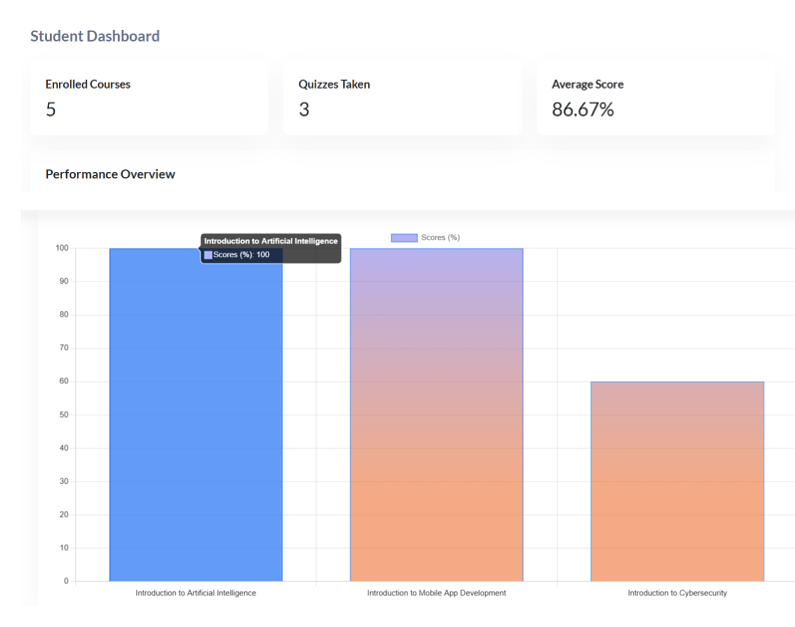 Student Dashboard
Enrolled Courses
5
Quizzes Taken
3
Average Score
86.67%
Performance Overview
Scores (%)
Introduction to Artificial Intelligence
Scores (%): 100
100
90
80
70
60
50
40
30
20
10
0
Introduction to Artificial Intelligence
Introduction to Mobile App Development
Introduction to Cybersecurity